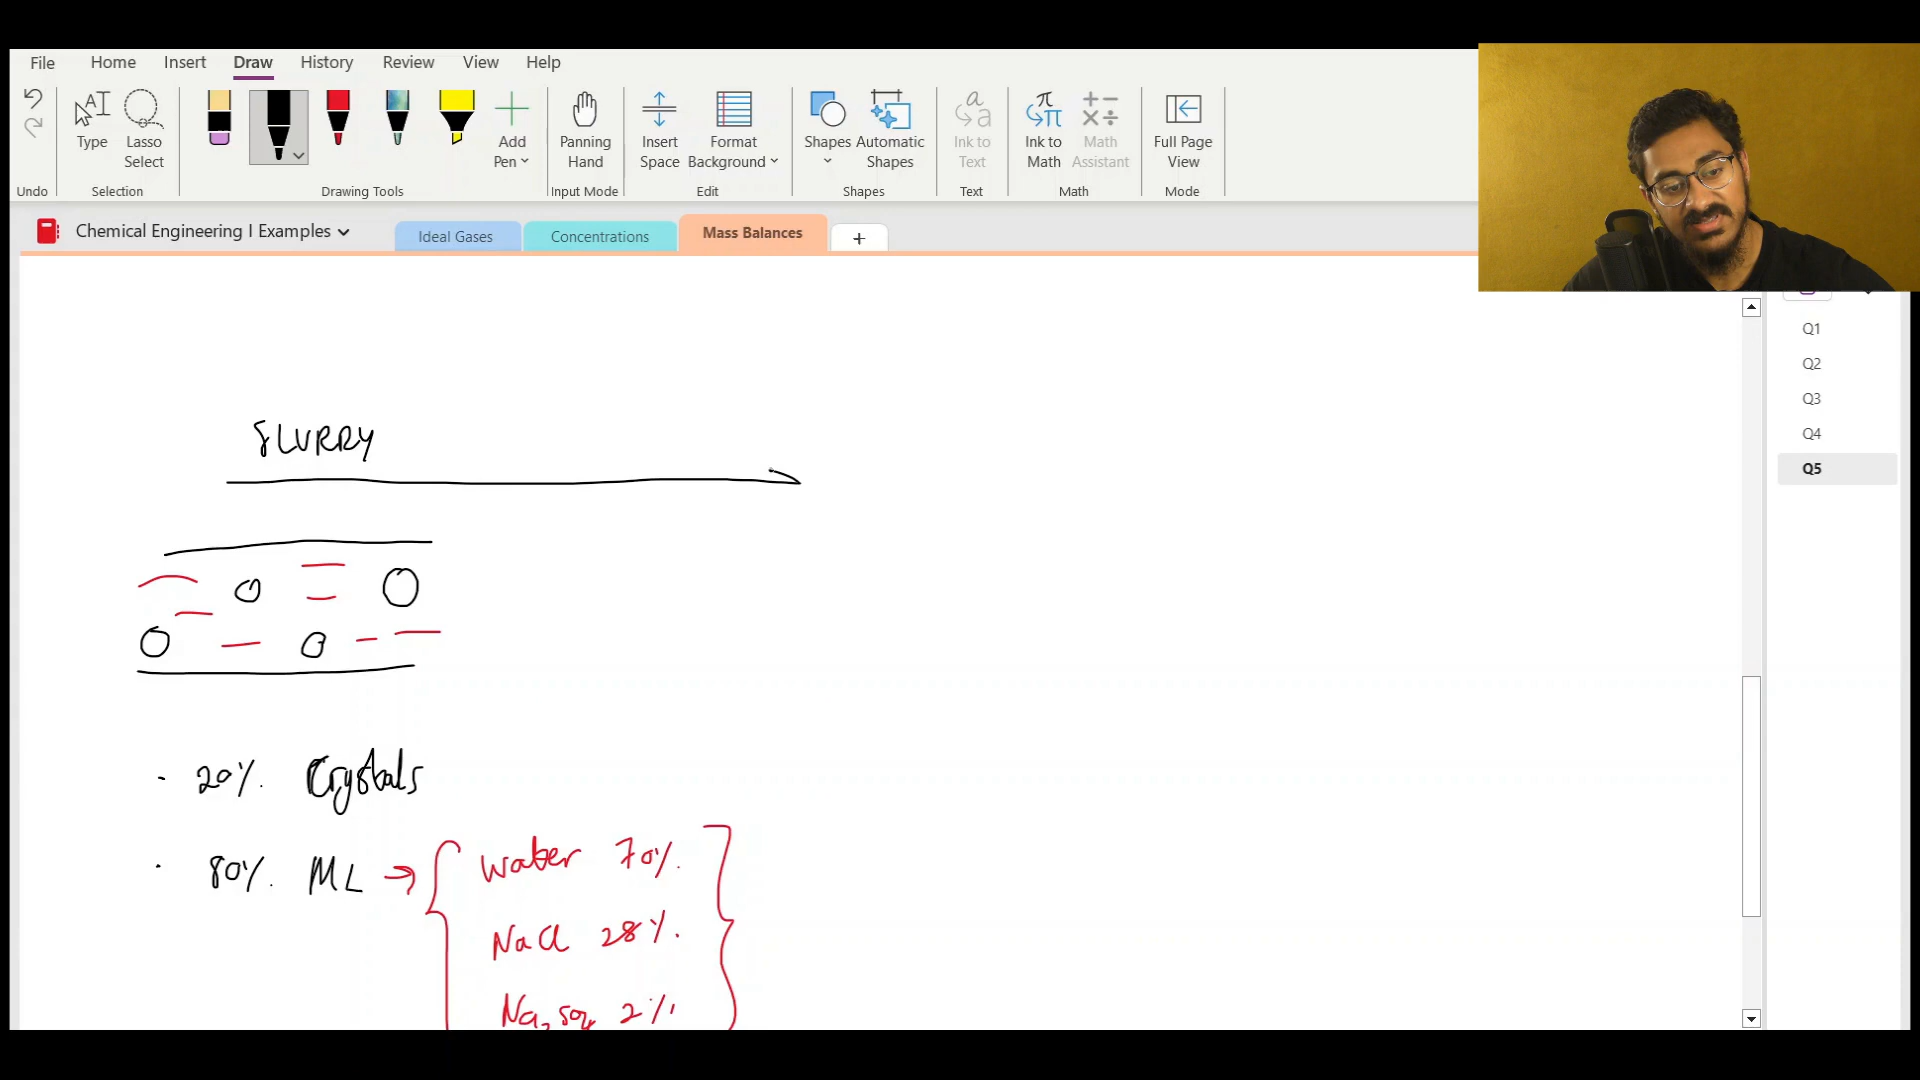 File Home Insert Draw History Review View Help
Type Lasso Select Add Pen Panning Hand Insert Space Format Background Shapes Automatic Shapes Ink to Text Ink to Math Math Assistant Full Page View
Undo Selection Drawing Tools Input Mode Edit Shapes Text Math Mode
Chemical Engineering I Examples Ideal Gases Concentrations Mass Balances +
Q1
Q2
Q3
Q4
Q5
SLURRY
· 20%. Crystals
· 80%. ML → { water 70%.
NaCl 28%.
Na2SO4 2%.